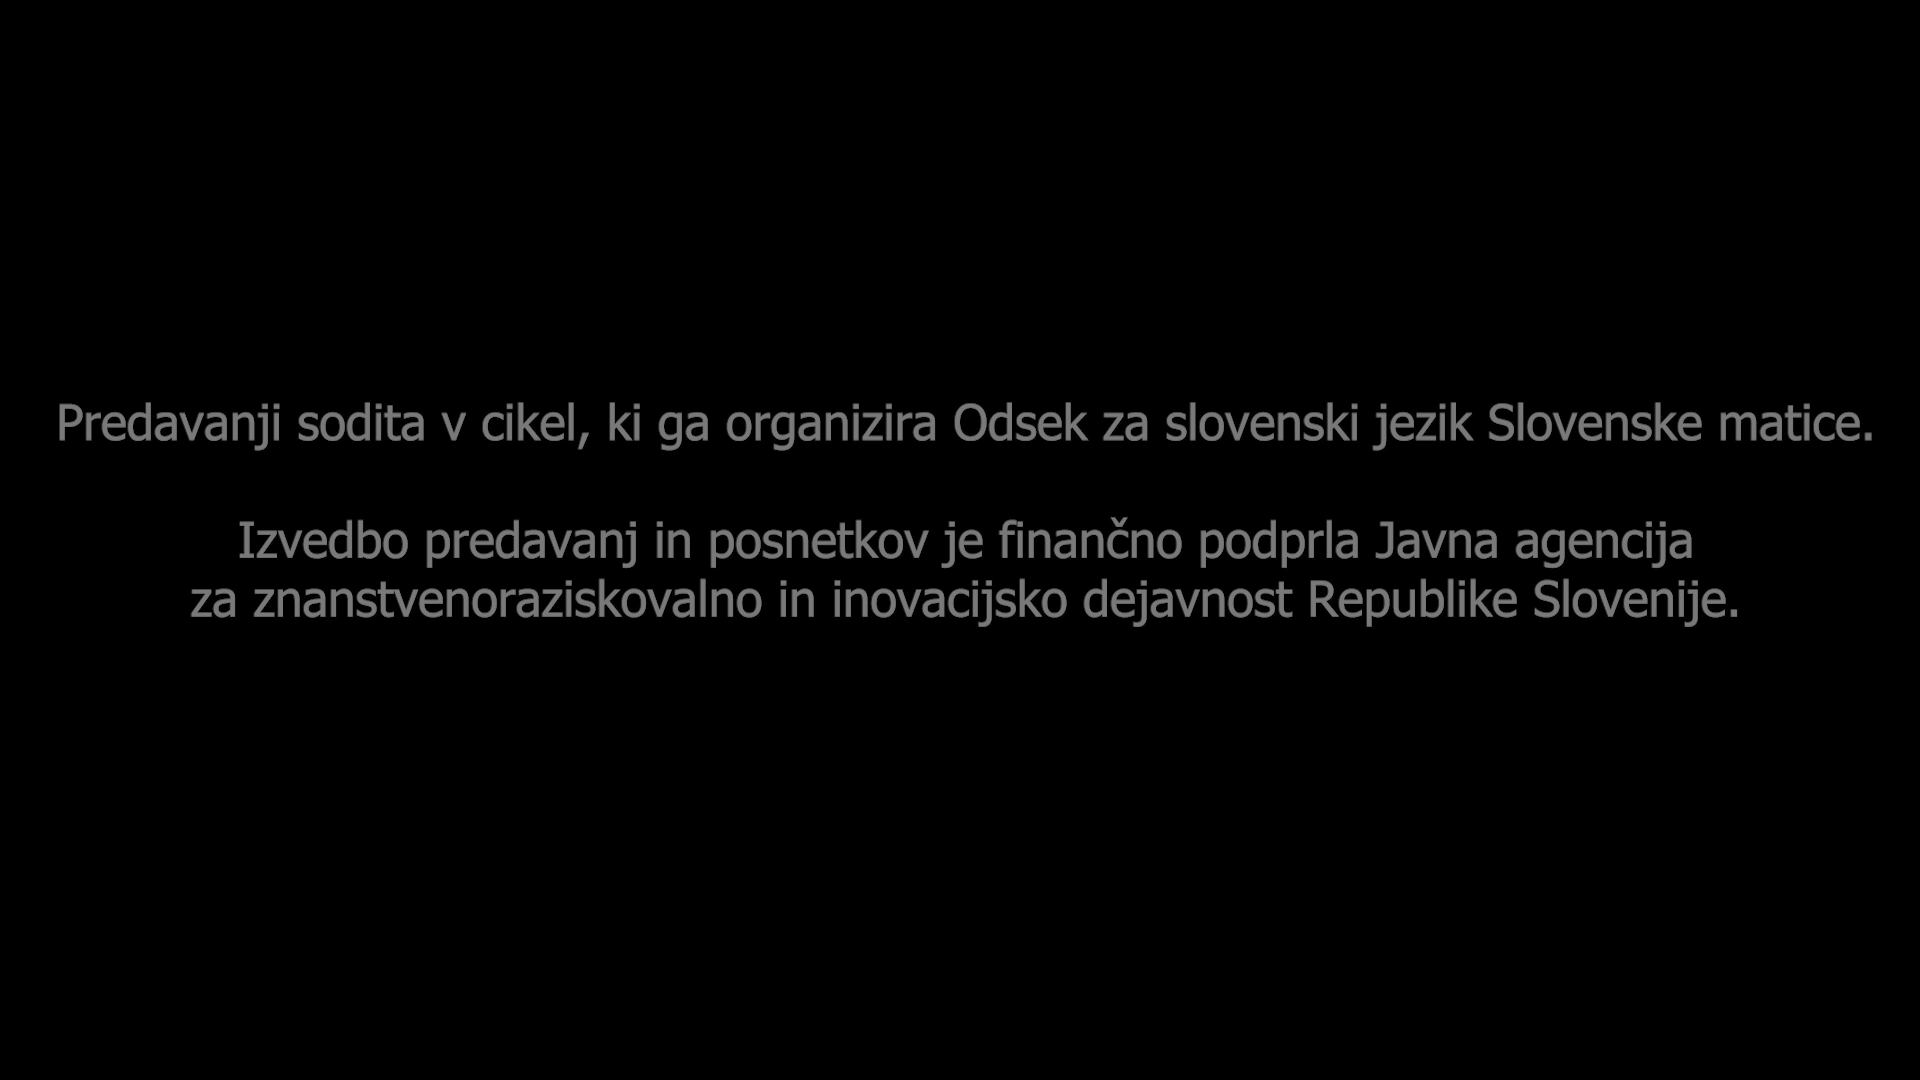 Predavanji sodita v cikel, ki ga organizira Odsek za slovenski jezik Slovenske matice.
Izvedbo predavanj in posnetkov je finančno podprla Javna agencija
za znanstvenoraziskovalno in inovacijsko dejavnost Republike Slovenije.